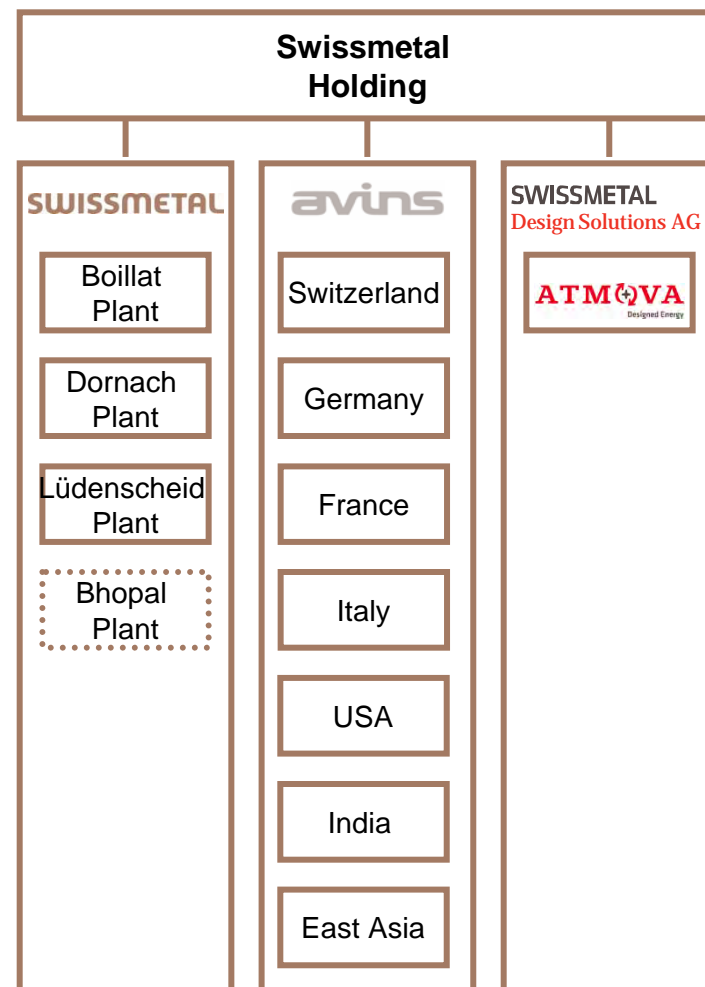 Swissmetal
Holding
SWISSMETAL
Boillat
Plant
Dornach
Plant
Lüdenscheid
Plant
Bhopal
Plant
avins
Switzerland
Germany
France
Italy
USA
India
East Asia
SWISSMETAL
Design Solutions AG
ATMOVA
Designed Energy